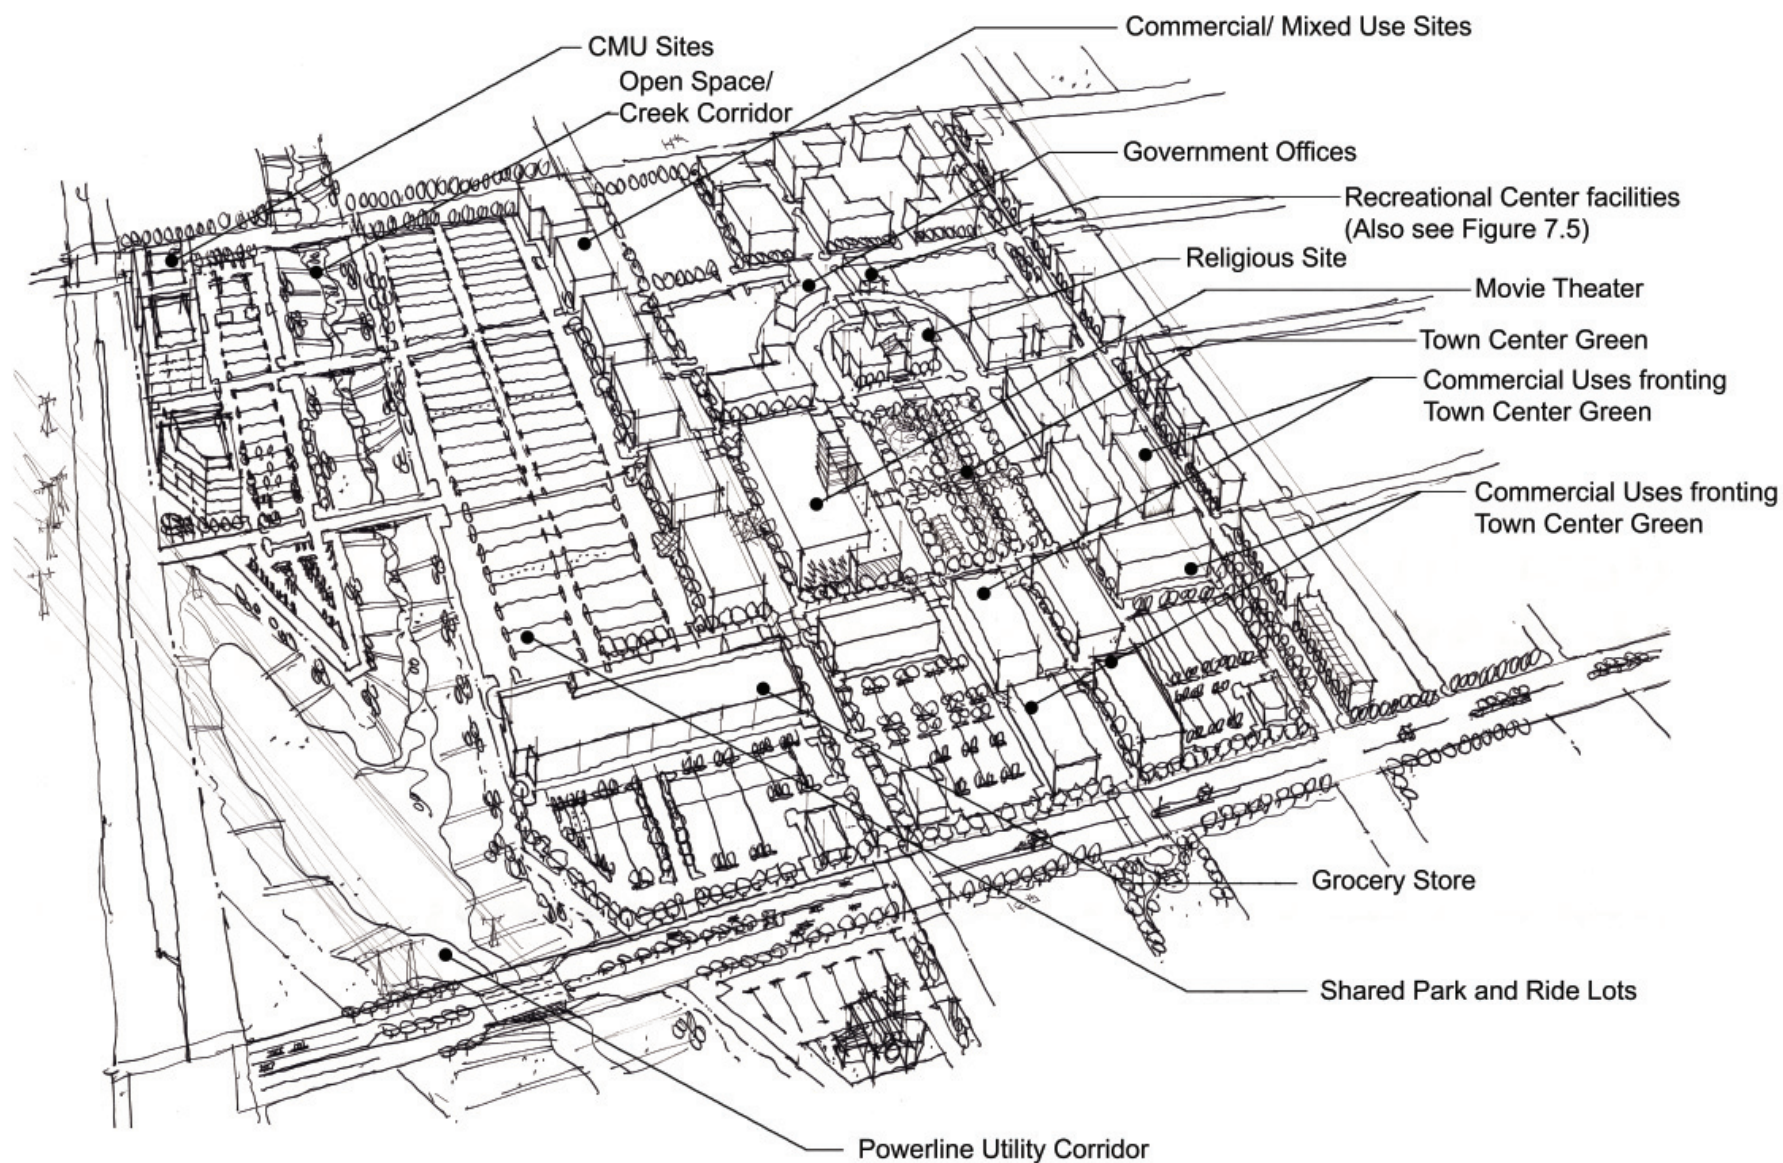 Commercial/ Mixed Use Sites
CMU Sites
Open Space/
Creek Corridor
Government Offices
Recreational Center facilities
(Also see Figure 7.5)
Religious Site
Movie Theater
Town Center Green
Commercial Uses fronting
Town Center Green
Commercial Uses fronting
Town Center Green
Grocery Store
Shared Park and Ride Lots
Powerline Utility Corridor